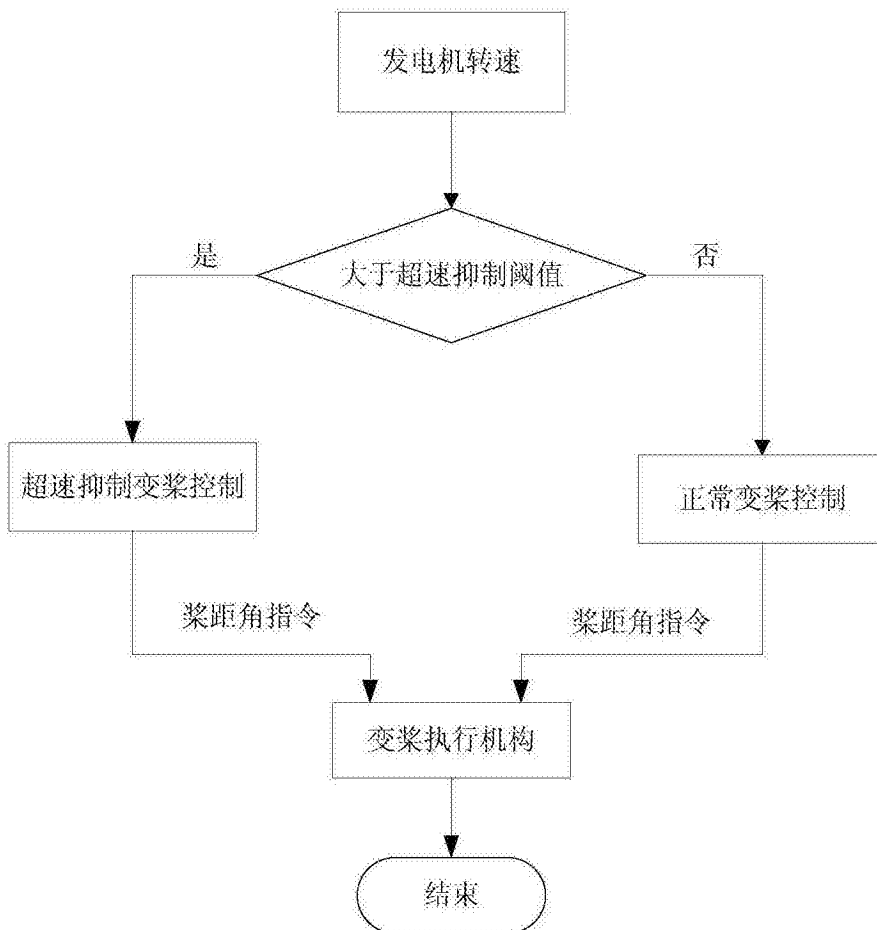 发电机转速
大于超速抑制阈值
是
否
超速抑制变桨控制
正常变桨控制
桨距角指令
桨距角指令
变桨执行机构
结束